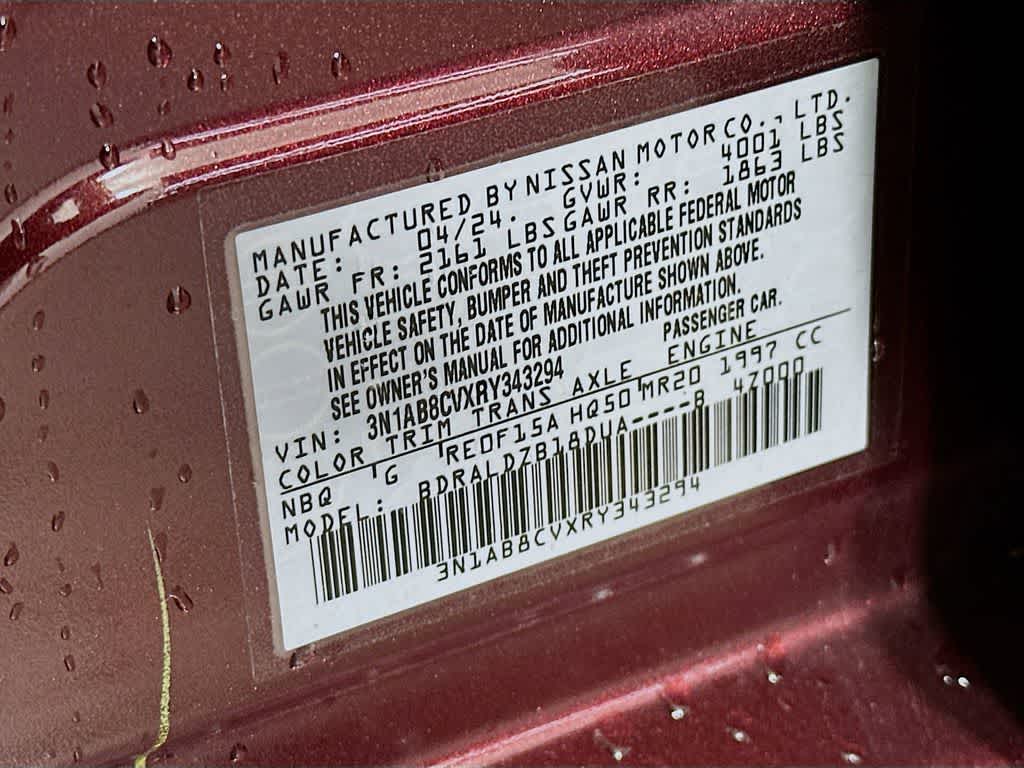 MANUFACTURED BY NISSAN MOTOR CO., LTD.
DATE: 04/24. GVWR: 4001 LBS
GAWR FR: 2161 LBS GAWR RR: 1863 LBS
THIS VEHICLE CONFORMS TO ALL APPLICABLE FEDERAL MOTOR
VEHICLE SAFETY, BUMPER AND THEFT PREVENTION STANDARDS
IN EFFECT ON THE DATE OF MANUFACTURE SHOWN ABOVE.
SEE OWNER'S MANUAL FOR ADDITIONAL INFORMATION.
VIN: 3N1AB8CVXRY343294 PASSENGER CAR.
COLOR TRIM TRANS AXLE ENGINE
NBQ G RE0F15A HQ50 MR20 1997 CC
MODEL: BDRALDZB18DUA----B 47000
3N1AB8CVXRY343294